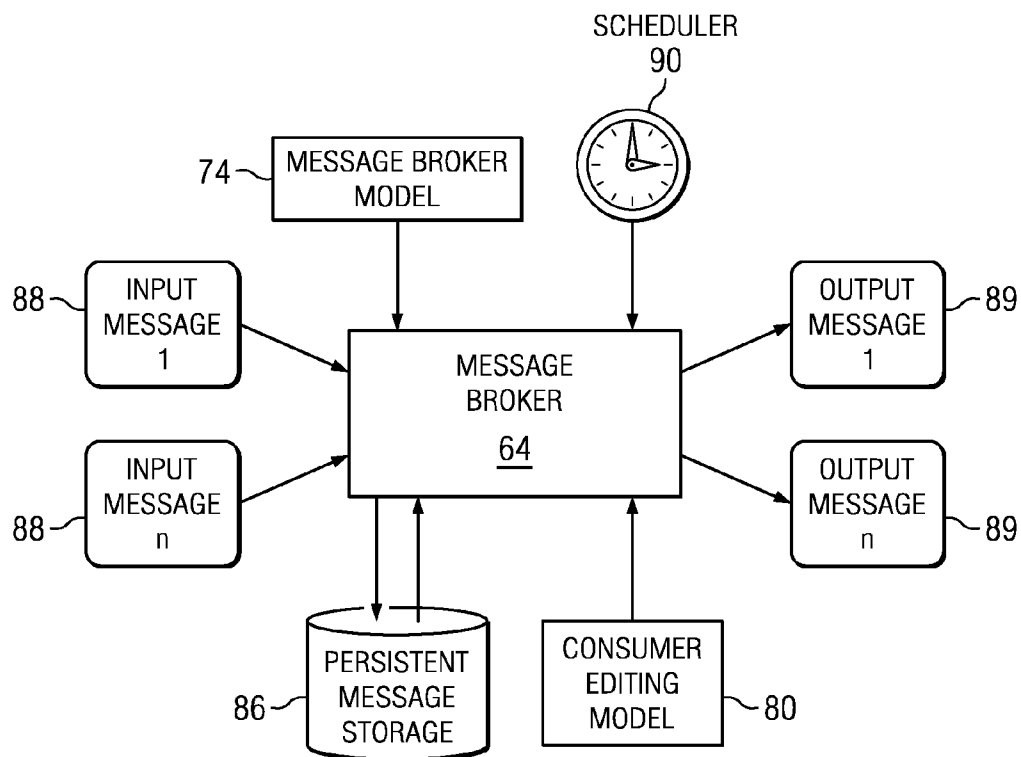 SCHEDULER
90
74
MESSAGE BROKER
MODEL
88
INPUT
MESSAGE
1
MESSAGE
BROKER
64
OUTPUT
MESSAGE
1
89
88
INPUT
MESSAGE
n
OUTPUT
MESSAGE
n
89
86
PERSISTENT
MESSAGE
STORAGE
CONSUMER
EDITING
MODEL
80